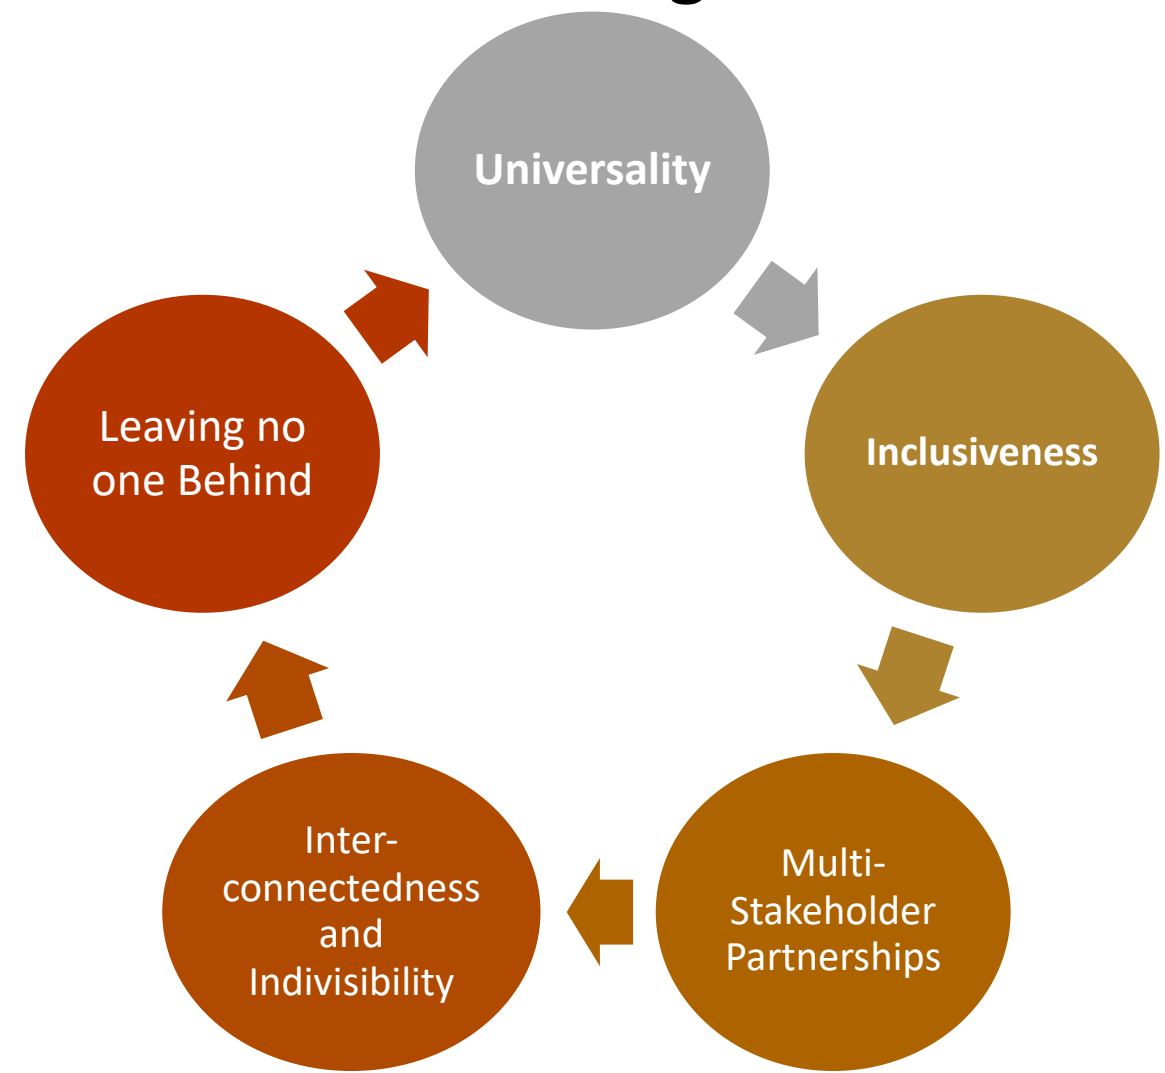 Universality
Inclusiveness
Multi-
Stakeholder
Partnerships
Inter-
connectedness
and
Indivisibility
Leaving no
one Behind